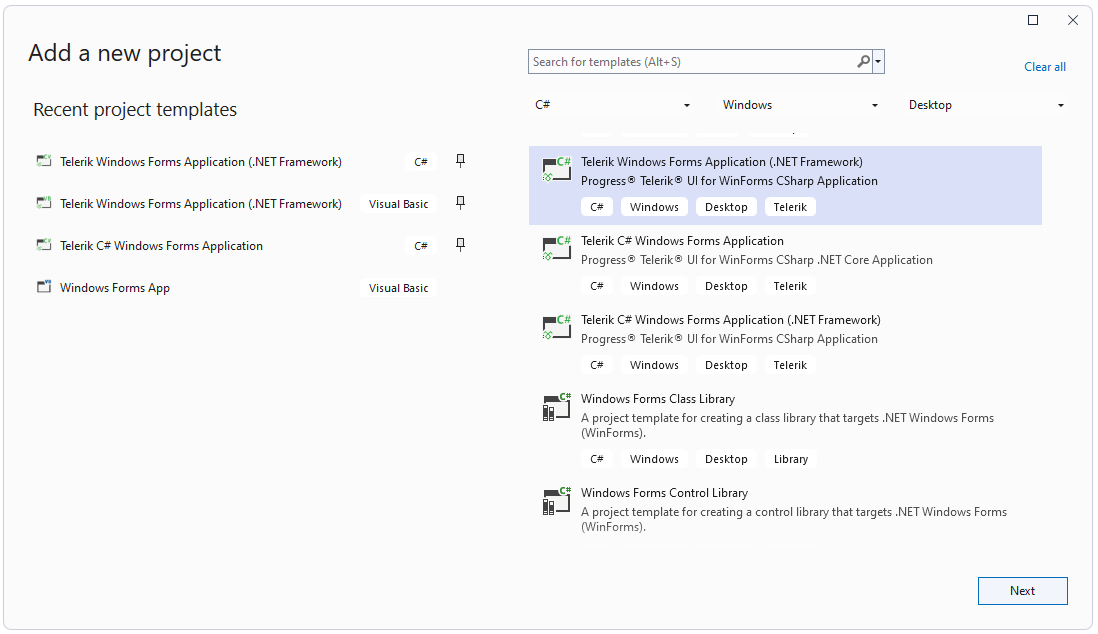 Add a new project
Search for templates (Alt+S)
Clear all
Recent project templates
Telerik Windows Forms Application (.NET Framework) C#
Telerik Windows Forms Application (.NET Framework) Visual Basic
Telerik C# Windows Forms Application C#
Windows Forms App Visual Basic
C# Windows Desktop
Telerik Windows Forms Application (.NET Framework)
Progress® Telerik® UI for WinForms CSharp Application
C# Windows Desktop Telerik
Telerik C# Windows Forms Application
Progress® Telerik® UI for WinForms CSharp .NET Core Application
C# Windows Desktop Telerik
Telerik C# Windows Forms Application (.NET Framework)
Progress® Telerik® UI for WinForms CSharp Application
C# Windows Desktop Telerik
Windows Forms Class Library
A project template for creating a class library that targets .NET Windows Forms
(WinForms).
C# Windows Desktop Library
Windows Forms Control Library
A project template for creating a control library that targets .NET Windows Forms
(WinForms).
Next